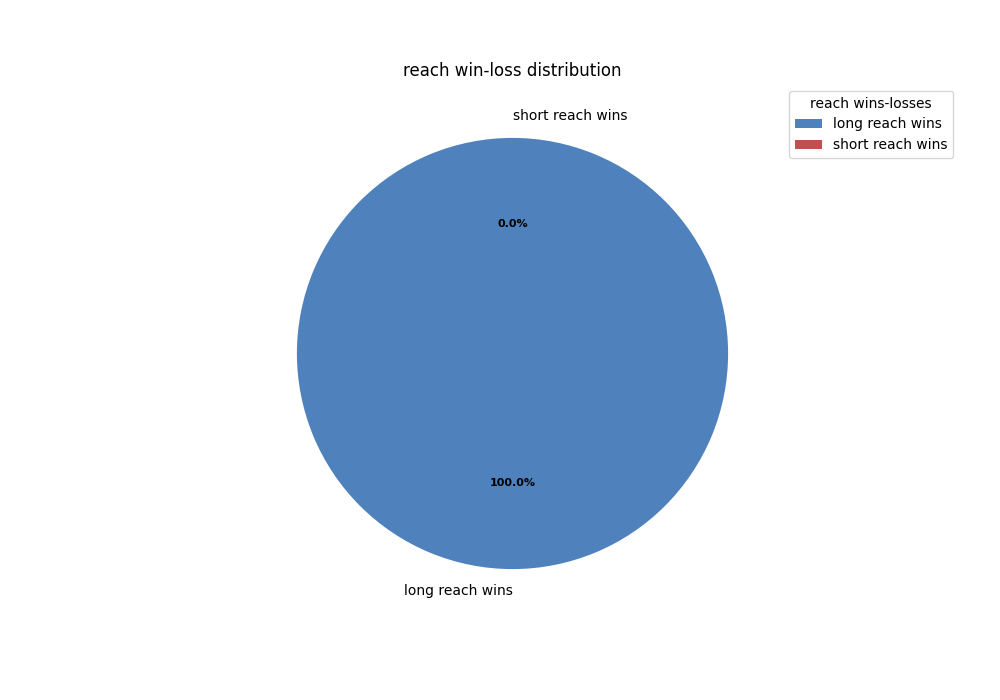 reach win-loss distribution
short reach wins
reach wins-losses
long reach wins
short reach wins
0.0%
100.0%
long reach wins